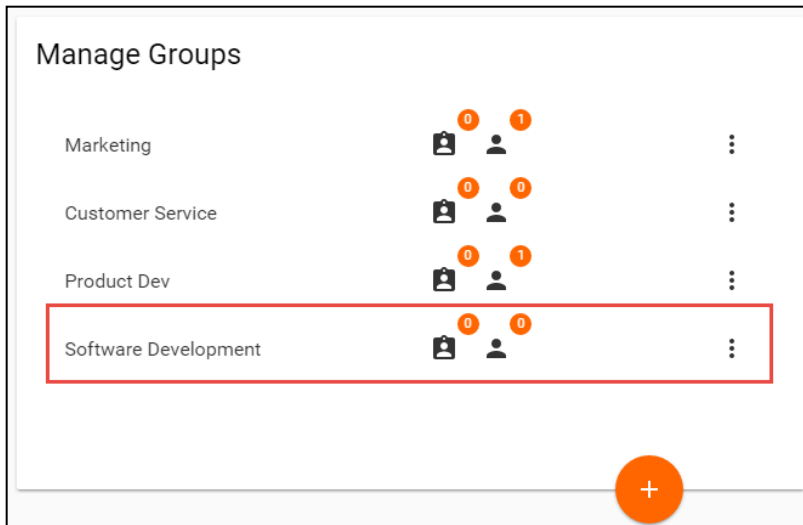 Manage Groups
Marketing 0 1
Customer Service 0 0
Product Dev 0 1
Software Development 0 0
+